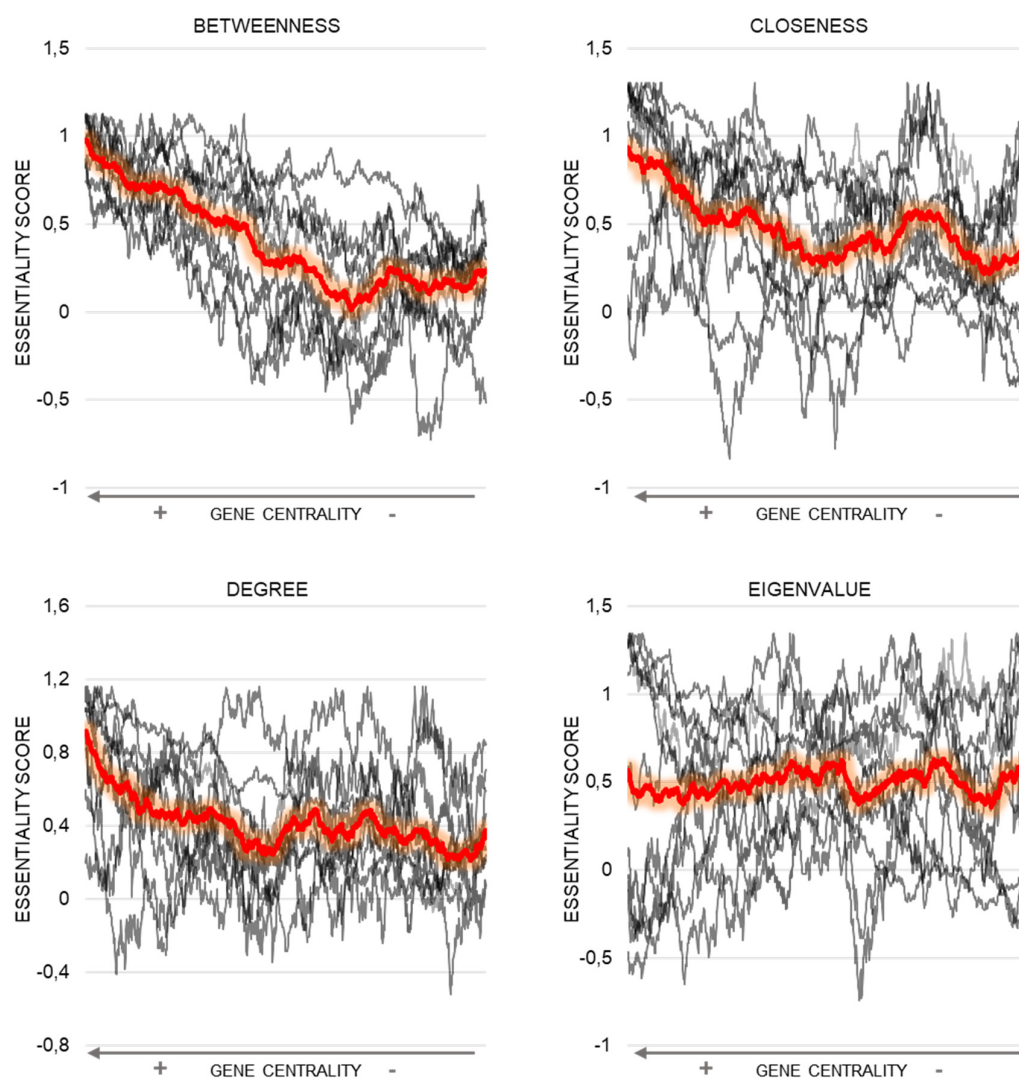 BETWEENNESS
1,5
1
0,5
0
-0,5
-1
ESSENTIALITY SCORE
+ GENE CENTRALITY -
CLOSENESS
1,5
1
0,5
0
-0,5
-1
ESSENTIALITY SCORE
+ GENE CENTRALITY -
DEGREE
1,6
1,2
0,8
0,4
0
-0,4
-0,8
ESSENTIALITY SCORE
+ GENE CENTRALITY -
EIGENVALUE
1,5
1
0,5
0
-0,5
-1
ESSENTIALITY SCORE
+ GENE CENTRALITY -